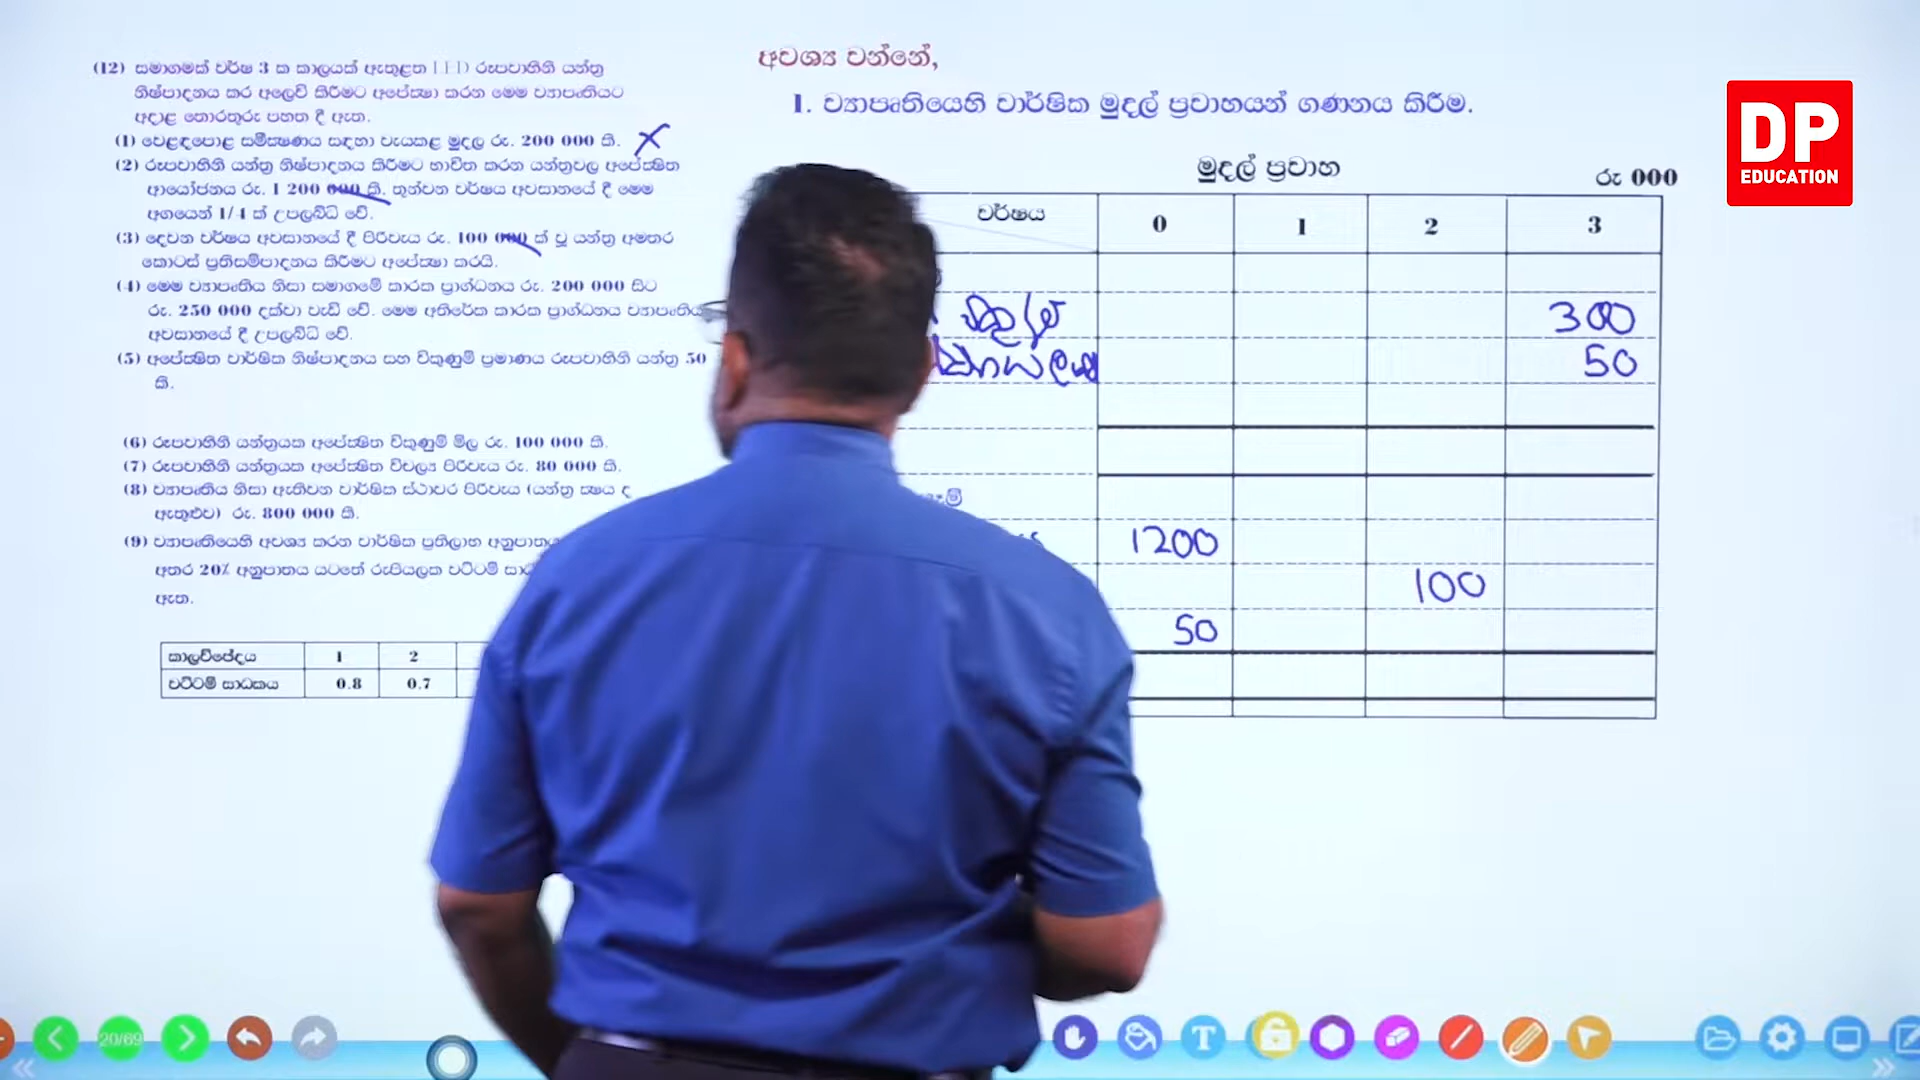 (12) සමාගමක් වර්ෂ 3 ක කාලයක් ඇතුළත LED රූපවාහිනි යන්ත්‍ර
නිෂ්පාදනය කර අලෙවි කිරීමට අපේක්ෂා කරන මෙම ව්‍යාපෘතියට
අදාළ තොරතුරු පහත දී ඇත.
(1) වෙළඳපොළ සමීක්ෂණය සඳහා වැයකළ මුදල රු. 200 000 කි.
(2) රූපවාහිනි යන්ත්‍ර නිෂ්පාදනය කිරීමට භාවිත කරන යන්ත්‍රවල අපේක්ෂිත
ආයෝජනය රු. 1 200 000 කි. තුන්වන වර්ෂය අවසානයේ දී මෙම
අගයෙන් 1/4 ක් උපලබ්ධි වේ.
(3) දෙවන වර්ෂය අවසානයේ දී පිරිවැය රු. 100 000 ක් වූ යන්ත්‍ර අමතර
කොටස් ප්‍රතිසම්පාදනය කිරීමට අපේක්ෂා කරයි.
(4) මෙම ව්‍යාපෘතිය නිසා සමාගමේ කාරක ප්‍රාග්ධනය රු. 200 000 සිට
රු. 250 000 දක්වා වැඩි වේ. මෙම අතිරේක කාරක ප්‍රාග්ධනය
අවසානයේ දී උපලබ්ධි වේ.
(5) අපේක්ෂිත වාර්ෂික නිෂ්පාදනය සහ විකුණුම් ප්‍රමාණය රූපවාහිනි යන්ත්‍ර 50
කි.
(6) රූපවාහිනි යන්ත්‍රයක අපේක්ෂිත විකුණුම් මිල රු. 100 000 කි.
(7) රූපවාහිනි යන්ත්‍රයක අපේක්ෂිත විචල්‍ය පිරිවැය රු. 80 000 කි.
(8) ව්‍යාපෘතිය නිසා ඇතිවන වාර්ෂික ස්ථාවර පිරිවැය (යන්ත්‍ර ක්ෂය ද
ඇතුළුව) රු. 800 000 කි.
(9) ව්‍යාපෘතියෙහි අවශ්‍ය කරන වාර්ෂික ප්‍රතිලාභ
අතර 20% අනුපාතය යටතේ රුපියලක වට්ටම්
ඇත.
කාලච්ඡේදය 1 2
වට්ටම් සාධකය 0.8 0.7
අවශ්‍ය වන්නේ,
1. ව්‍යාපෘතියෙහි වාර්ෂික මුදල් ප්‍රවාහයන් ගණනය කිරීම.
මුදල් ප්‍රවාහ
රු 000
වර්ෂය 0 1 2 3
300
50
1200
100
50
DP
EDUCATION
20/69